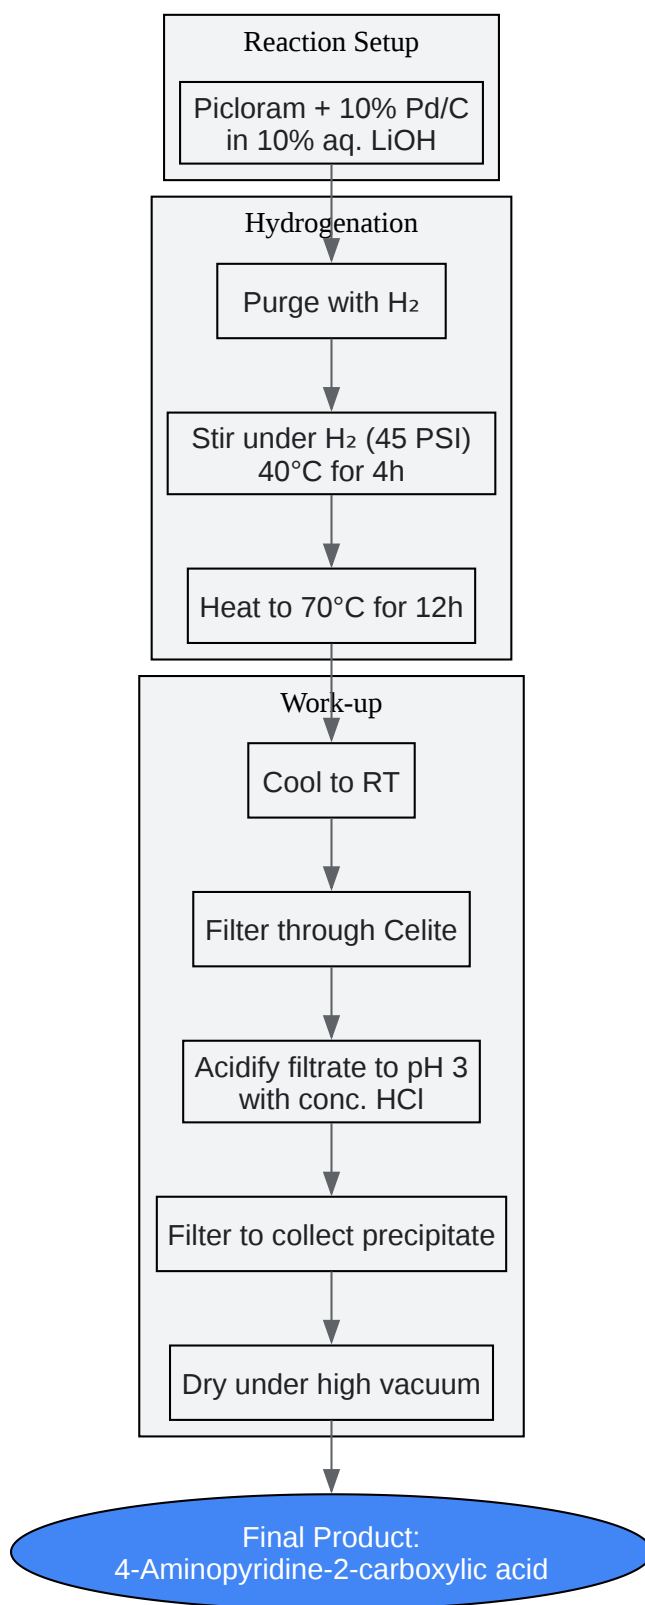 Reaction Setup
Picloram + 10% Pd/C
in 10% aq. LiOH
Hydrogenation
Purge with H₂
Stir under H₂ (45 PSI)
40°C for 4h
Heat to 70°C for 12h
Work-up
Cool to RT
Filter through Celite
Acidify filtrate to pH 3
with conc. HCl
Filter to collect precipitate
Dry under high vacuum
Final Product:
4-Aminopyridine-2-carboxylic acid